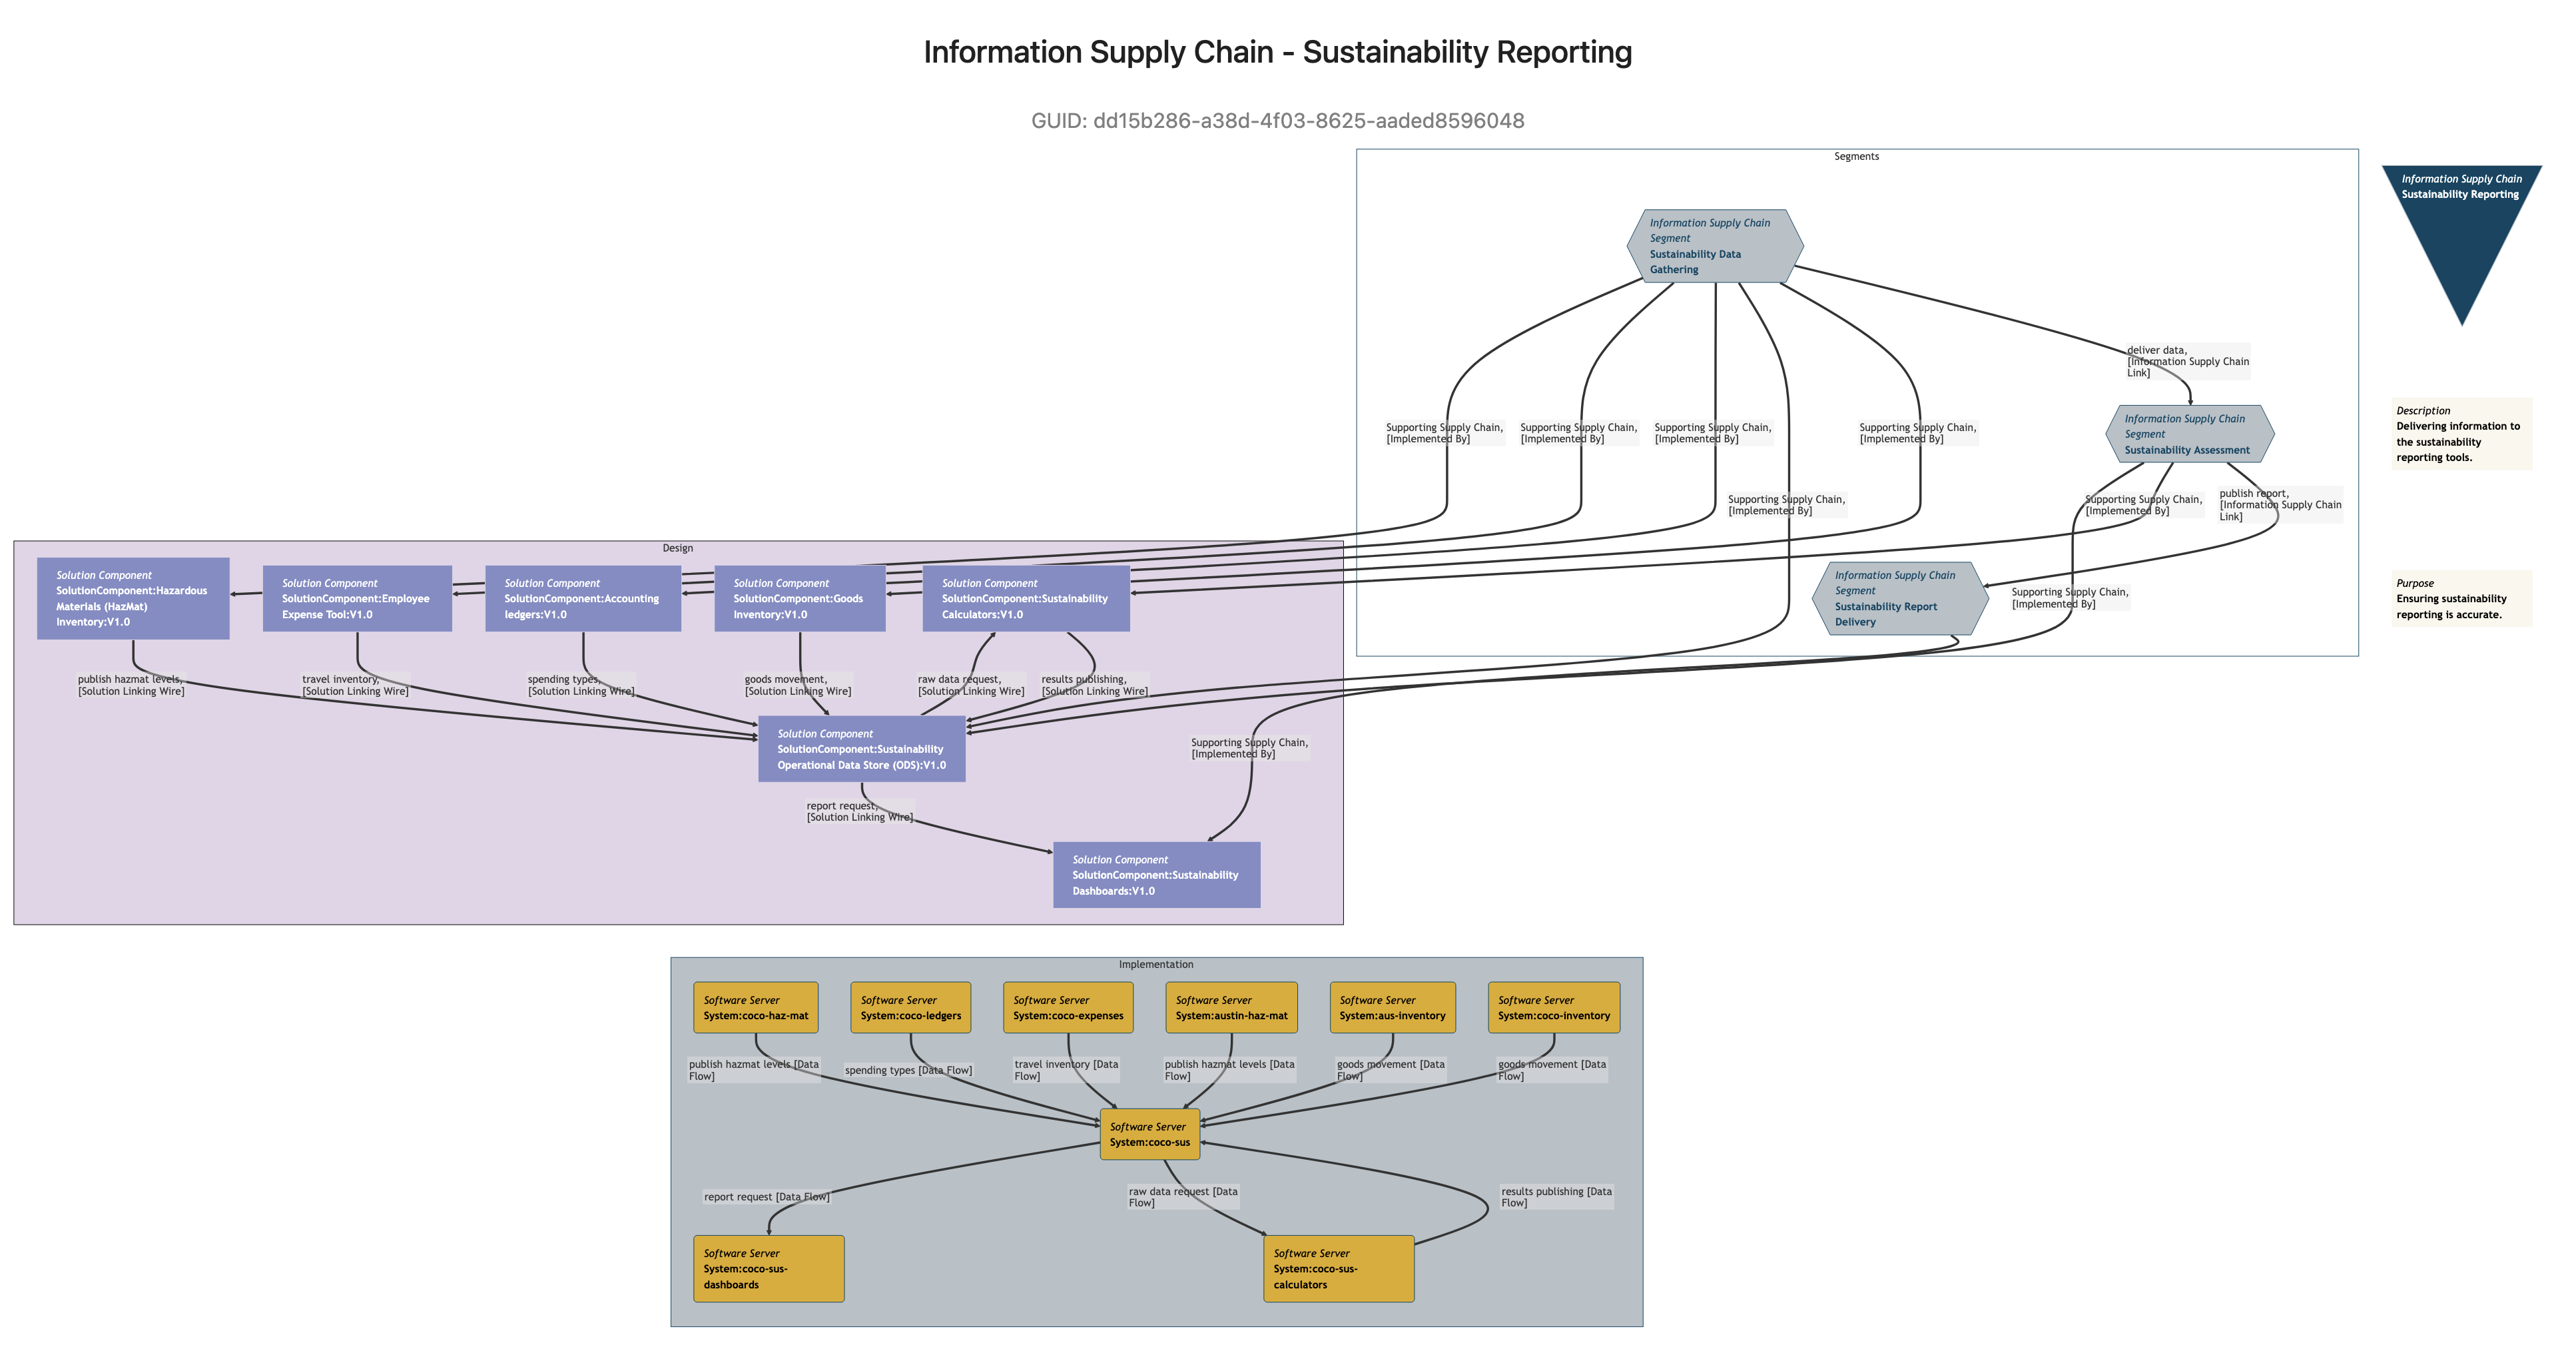 Information Supply Chain - Sustainability Reporting
GUID: dd15b286-a38d-4f03-8625-aaded8596048
Segments
Information Supply Chain
Sustainability Reporting
Information Supply Chain
Segment
Sustainability Data
Gathering
deliver data,
[Information Supply Chain
Link]
Information Supply Chain
Segment
Sustainability Assessment
Description
Delivering information to
the sustainability
reporting tools.
Supporting Supply Chain,
[Implemented By]
Supporting Supply Chain,
[Implemented By]
Supporting Supply Chain,
[Implemented By]
Supporting Supply Chain,
[Implemented By]
Supporting Supply Chain,
[Implemented By]
Supporting Supply Chain,
[Implemented By]
publish report,
[Information Supply Chain
Link]
Information Supply Chain
Segment
Sustainability Report
Delivery
Supporting Supply Chain,
[Implemented By]
Purpose
Ensuring sustainability
reporting is accurate.
Design
Solution Component
SolutionComponent:Hazardous
Materials (HazMat)
Inventory:V1.0
Solution Component
SolutionComponent:Employee
Expense Tool:V1.0
Solution Component
SolutionComponent:Accounting
ledgers:V1.0
Solution Component
SolutionComponent:Goods
Inventory:V1.0
Solution Component
SolutionComponent:Sustainability
Calculators:V1.0
publish hazmat levels,
[Solution Linking Wire]
travel inventory,
[Solution Linking Wire]
spending types,
[Solution Linking Wire]
goods movement,
[Solution Linking Wire]
raw data request,
[Solution Linking Wire]
results publishing,
[Solution Linking Wire]
Solution Component
SolutionComponent:Sustainability
Operational Data Store (ODS):V1.0
Supporting Supply Chain,
[Implemented By]
report request,
[Solution Linking Wire]
Solution Component
SolutionComponent:Sustainability
Dashboards:V1.0
Implementation
Software Server
System:coco-haz-mat
Software Server
System:coco-ledgers
Software Server
System:coco-expenses
Software Server
System:austin-haz-mat
Software Server
System:aus-inventory
Software Server
System:coco-inventory
publish hazmat levels [Data
Flow]
spending types [Data Flow]
travel inventory [Data
Flow]
publish hazmat levels [Data
Flow]
goods movement [Data
Flow]
goods movement [Data
Flow]
Software Server
System:coco-sus
report request [Data Flow]
raw data request [Data
Flow]
results publishing [Data
Flow]
Software Server
System:coco-sus-
dashboards
Software Server
System:coco-sus-
calculators